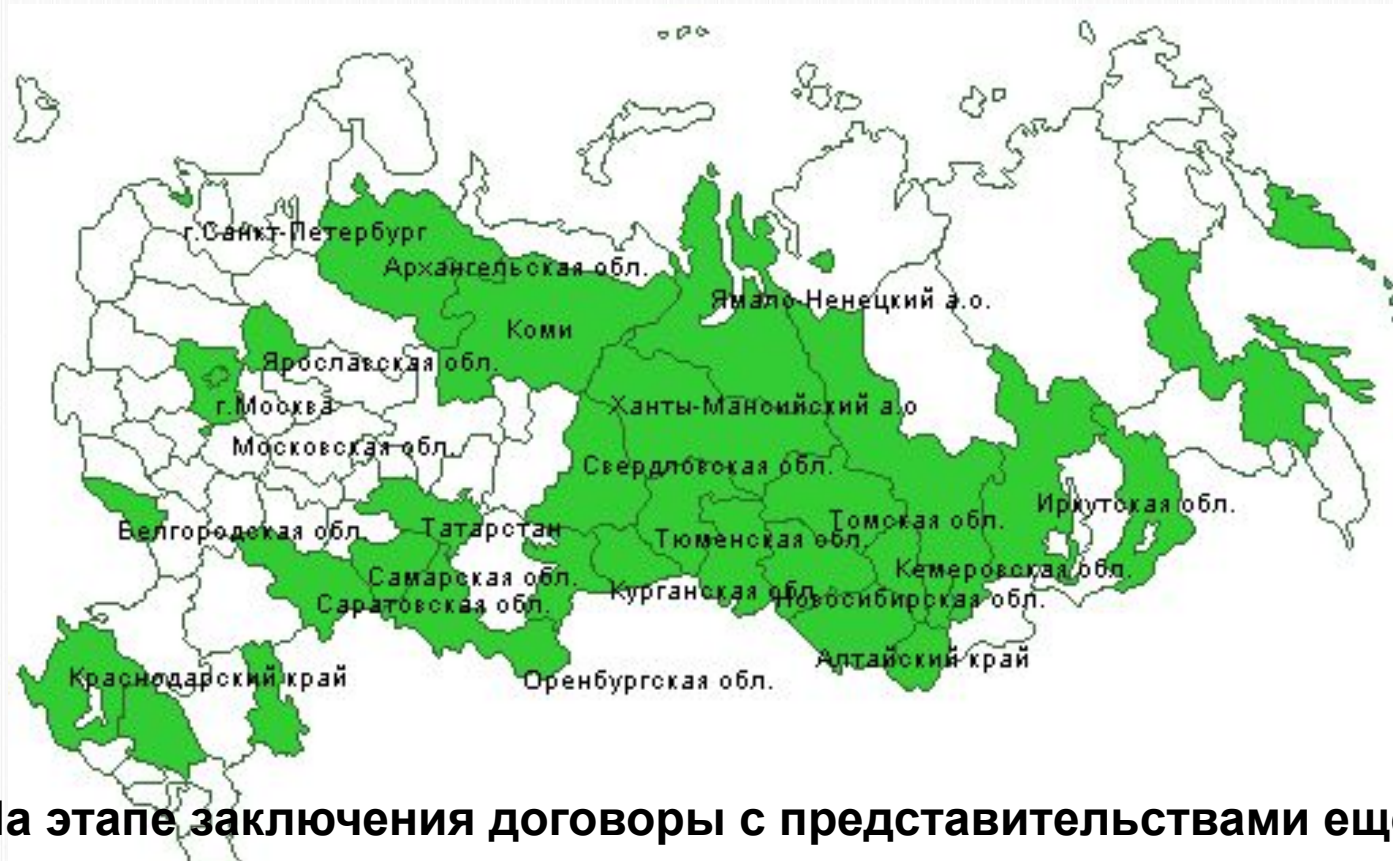 г.Санкт-Петербург
Архангельская обл.
Ямало-Ненецкий а.о.
Коми
Ярославская обл.
г.Москва
Ханты-Мансийский а.о
Московская обл.
Свердловская обл.
Иркутская обл.
Белгородская обл.
Татарстан
Томская обл.
Тюменская обл.
Самарская обл.
Кемеровская обл.
Саратовская обл.
Курганская обл.
Новосибирская обл.
Алтайский край
Краснодарский край
Оренбургская обл.
На этапе заключения договоры с представительствами ещё